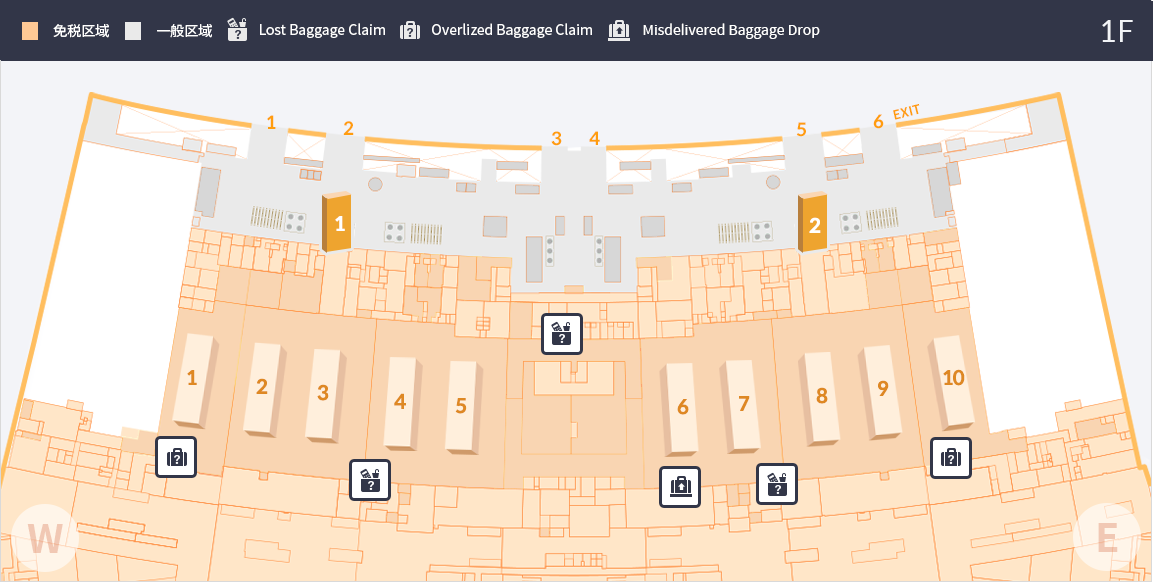 免税区域 一般区域 ? Lost Baggage Claim ? Overlized Baggage Claim Misdelivered Baggage Drop 1F
1 2 3 4 5 6 EXIT
1 2
?
1 2 3 4 5 6 7 8 9 10
? ? ? ?
W E